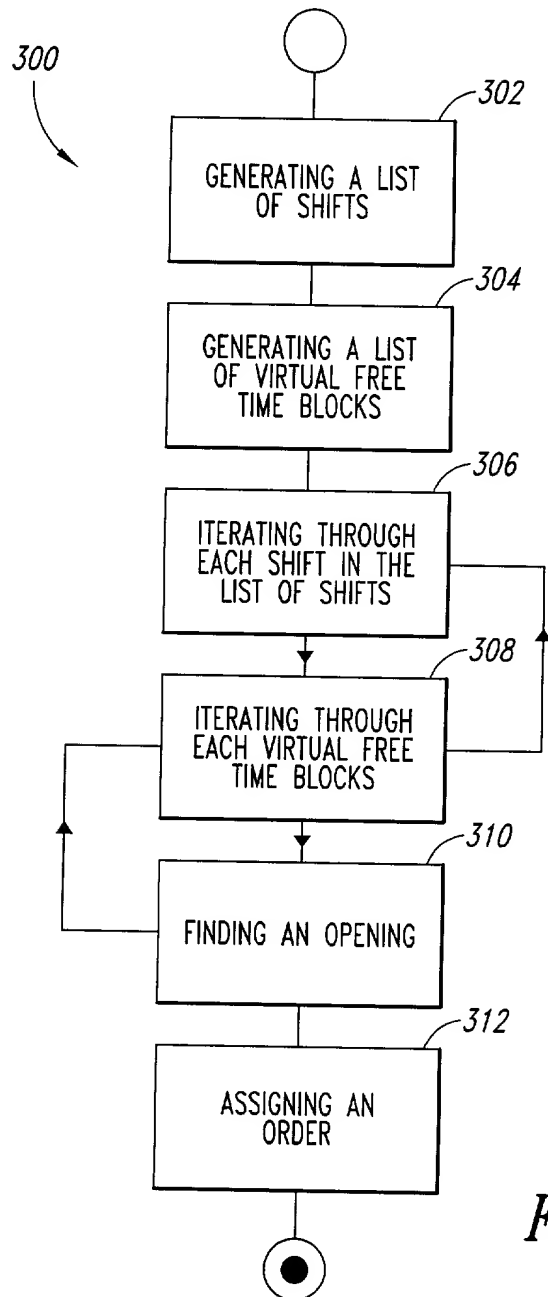 300
302
GENERATING A LIST
OF SHIFTS
304
GENERATING A LIST
OF VIRTUAL FREE
TIME BLOCKS
306
ITERATING THROUGH
EACH SHIFT IN THE
LIST OF SHIFTS
308
ITERATING THROUGH
EACH VIRTUAL FREE
TIME BLOCKS
310
FINDING AN OPENING
312
ASSIGNING AN
ORDER
F